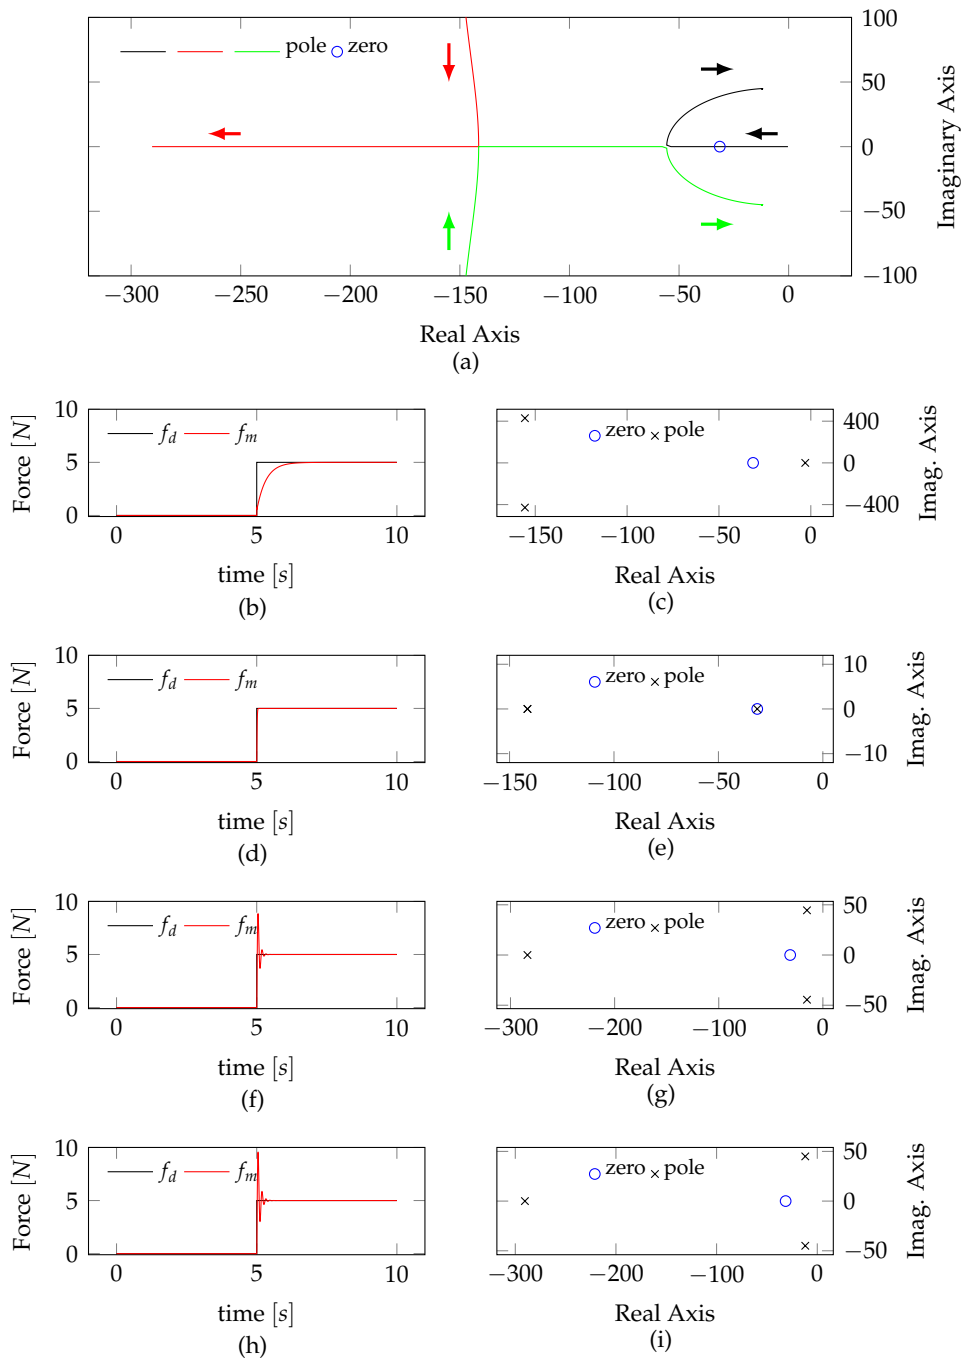 pole zero
100
50
0
−50
−100
Imaginary Axis
−300 −250 −200 −150 −100 −50 0
Real Axis
(a)
10
5
0
Force [N]
f_d f_m
0 5 10
time [s]
(b)
zero pole
400
0
−400
Imag. Axis
−150 −100 −50 0
Real Axis
(c)
10
5
0
Force [N]
f_d f_m
0 5 10
time [s]
(d)
zero pole
10
0
−10
Imag. Axis
−150 −100 −50 0
Real Axis
(e)
10
5
0
Force [N]
f_d f_m
0 5 10
time [s]
(f)
zero pole
50
0
−50
Imag. Axis
−300 −200 −100 0
Real Axis
(g)
10
5
0
Force [N]
f_d f_m
0 5 10
time [s]
(h)
zero pole
50
0
−50
Imag. Axis
−300 −200 −100 0
Real Axis
(i)